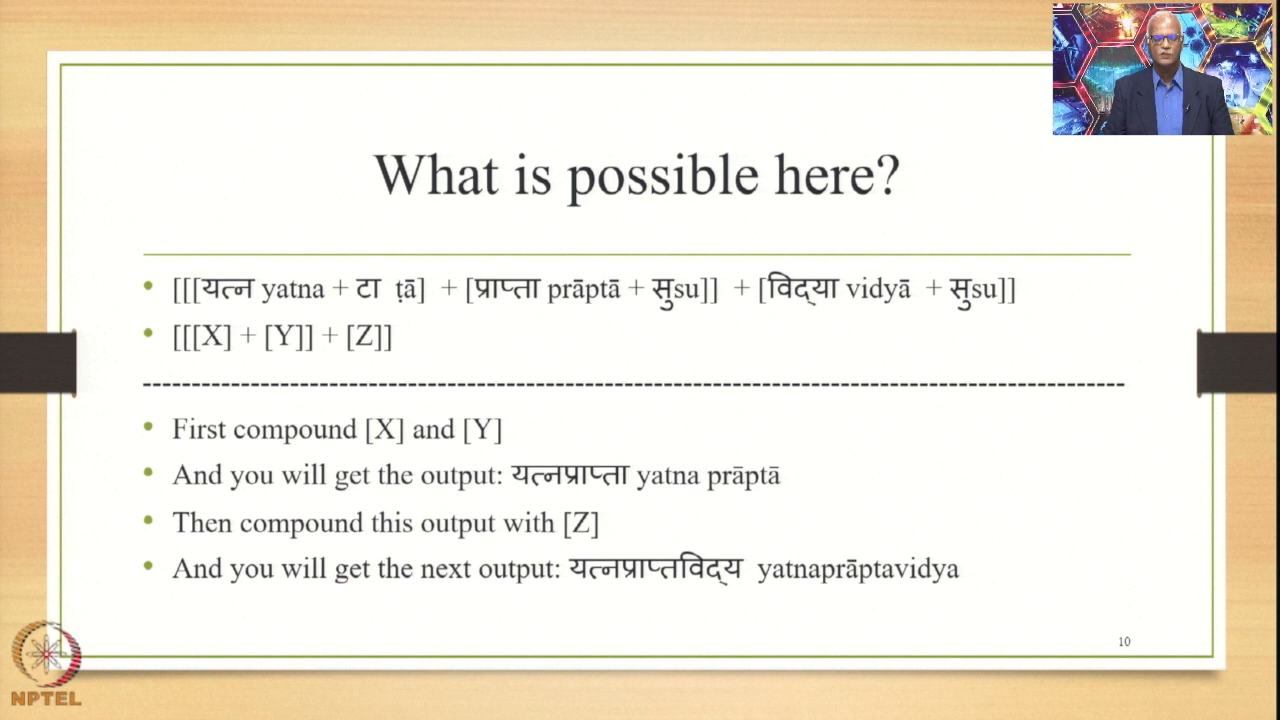 What is possible here?
[[[यत्न yatna + टा ṭā] + [प्राप्ता prāptā + सुsu]] + [विद्या vidyā + सुsu]]
[[[X] + [Y]] + [Z]]
--------------------------------------------------------------------------------------------------
First compound [X] and [Y]
And you will get the output: यत्नप्राप्ता yatna prāptā
Then compound this output with [Z]
And you will get the next output: यत्नप्राप्तविद्य yatnaprāptavidya
10
NPTEL